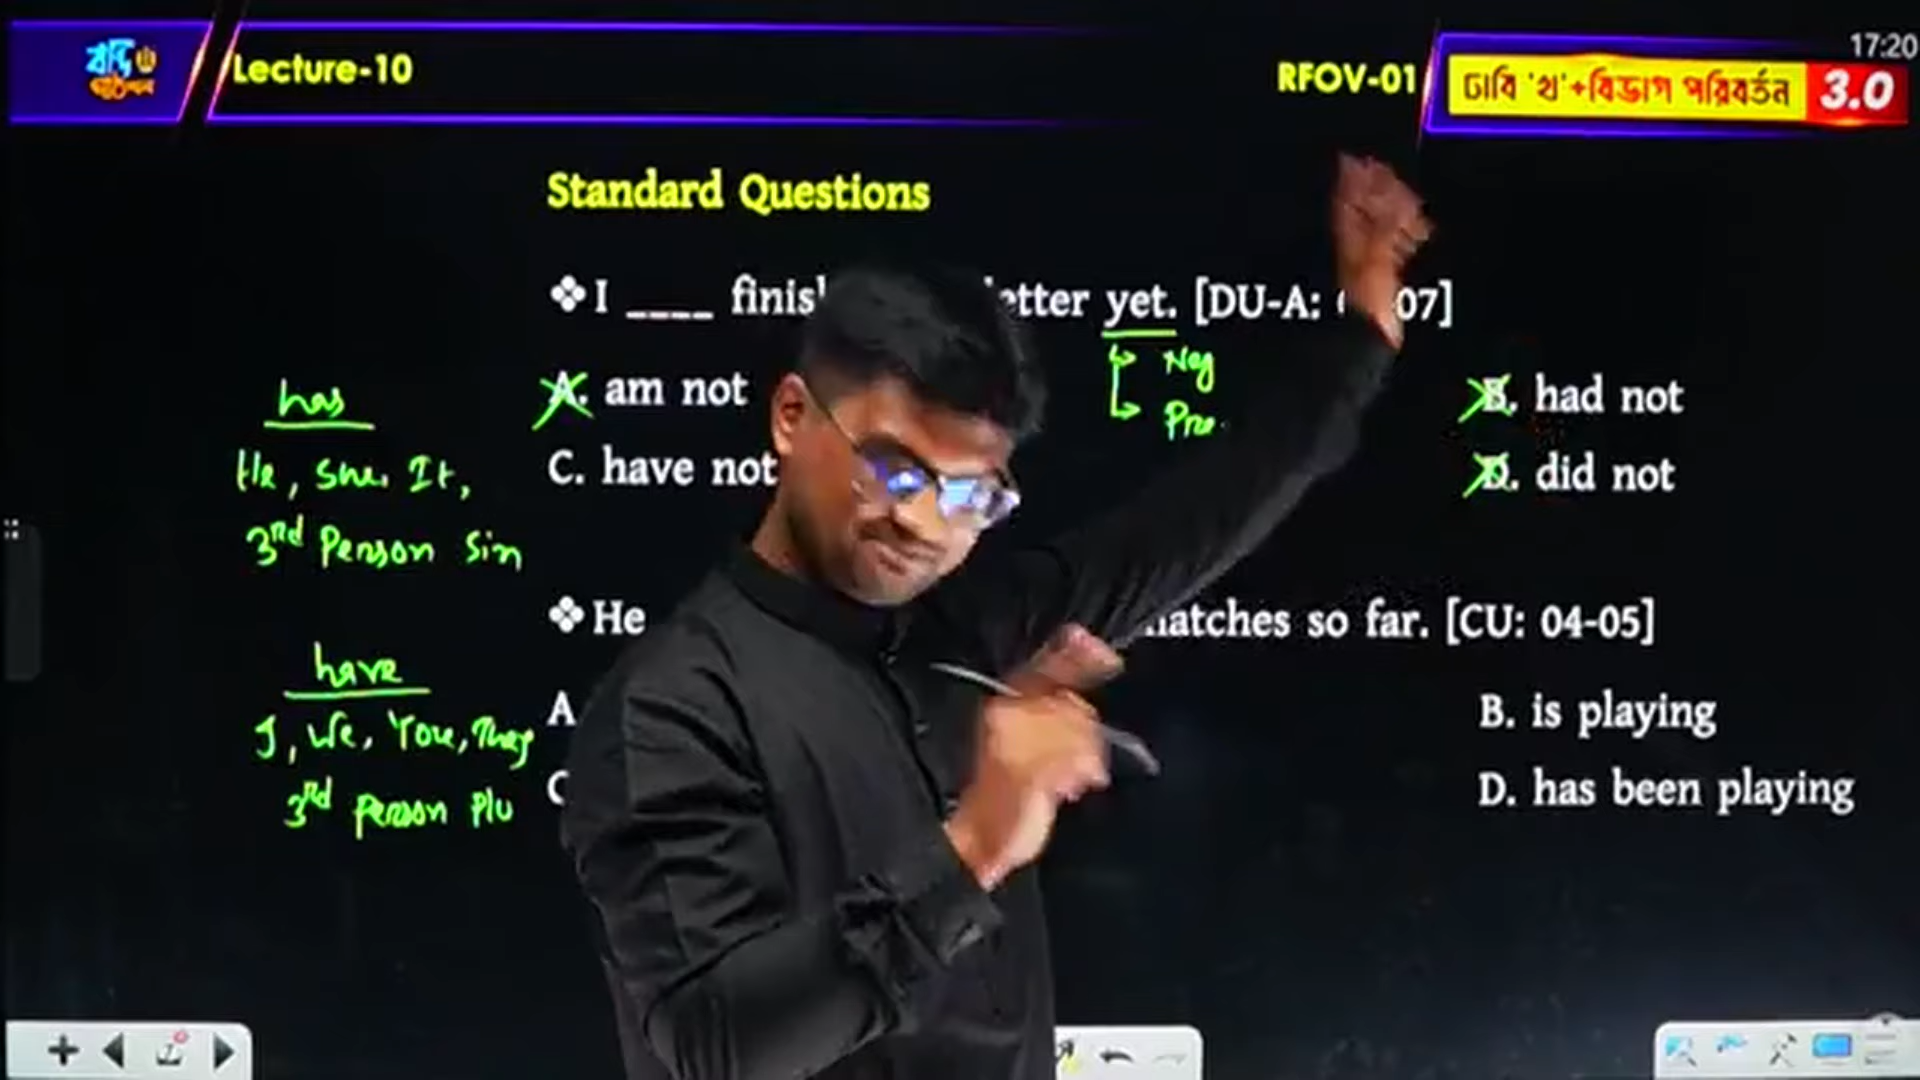 Lecture-10
RFOV-01
17:20
ঢাবি 'খ'+বিভাগ পরিবর্তন 3.0
Standard Questions
❖ I ____ etter yet. [DU-A: 07]
Neg
Pre.
A. am not
B. had not
C. have not
D. did not
has
He, She, It,
3rd Person Sin
❖ He atches so far. [CU: 04-05]
have
I, We, You, They
3rd Person Plu
A
B. is playing
C
D. has been playing